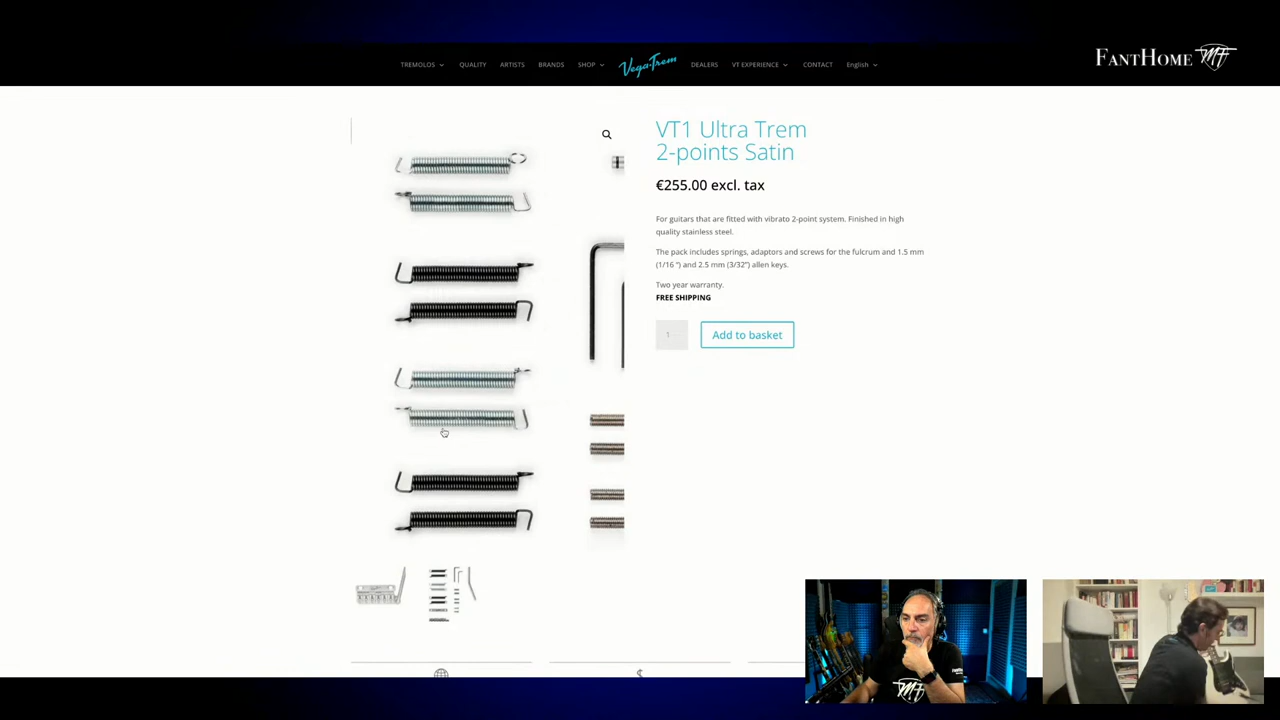 TREMOLOS
QUALITY
ARTISTS
BRANDS
SHOP
Vega-Trem
DEALERS
VT EXPERIENCE
CONTACT
English
FANTHOME MF
VT1 Ultra Trem
2-points Satin
€255.00 excl. tax
For guitars that are fitted with vibrato 2-point system. Finished in high
quality stainless steel.
The pack includes springs, adaptors and screws for the fulcrum and 1.5 mm
(1/16 “) and 2.5 mm (3/32”) allen keys.
Two year warranty.
FREE SHIPPING
1
Add to basket
MF